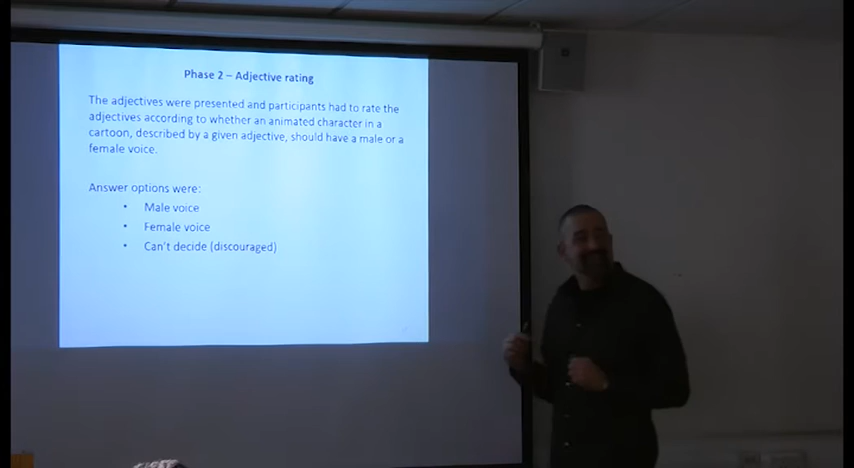 Phase 2 – Adjective rating
The adjectives were presented and participants had to rate the
adjectives according to whether an animated character in a
cartoon, described by a given adjective, should have a male or a
female voice.
Answer options were:
• Male voice
• Female voice
• Can't decide (discouraged)